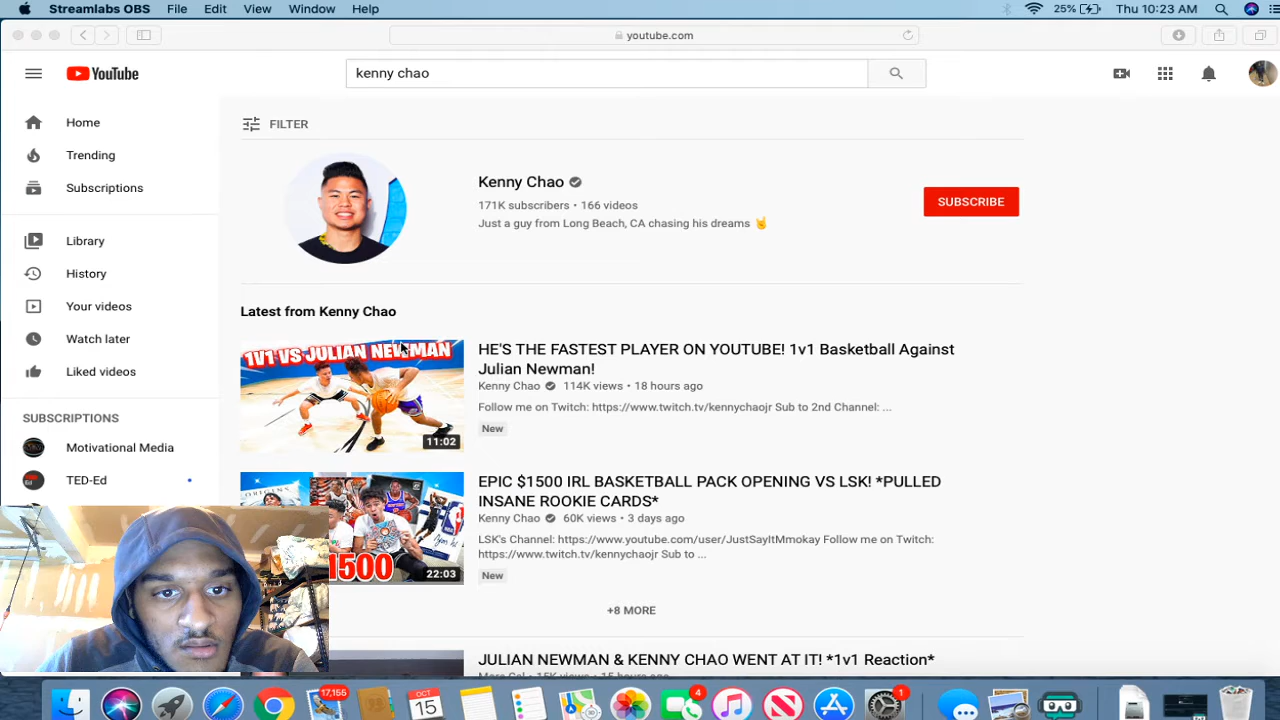 Streamlabs OBS File Edit View Window Help 25% Thu 10:23 AM
youtube.com
YouTube
kenny chao
Home
Trending
Subscriptions
Library
History
Your videos
Watch later
Liked videos
SUBSCRIPTIONS
Motivational Media
TED-Ed
FILTER
Kenny Chao
171K subscribers • 166 videos
Just a guy from Long Beach, CA chasing his dreams 🤘
SUBSCRIBE
Latest from Kenny Chao
1V1 VS JULIAN NEWMAN
11:02
HE'S THE FASTEST PLAYER ON YOUTUBE! 1v1 Basketball Against
Julian Newman!
Kenny Chao 114K views • 18 hours ago
Follow me on Twitch: https://www.twitch.tv/kennychaojr Sub to 2nd Channel: ...
New
1500
22:03
EPIC $1500 IRL BASKETBALL PACK OPENING VS LSK! *PULLED
INSANE ROOKIE CARDS*
Kenny Chao 60K views • 3 days ago
LSK's Channel: https://www.youtube.com/user/JustSayItMmokay Follow me on Twitch:
https://www.twitch.tv/kennychaojr Sub to ...
New
+8 MORE
JULIAN NEWMAN & KENNY CHAO WENT AT IT! *1v1 Reaction*
17,155
OCT
15
4
1